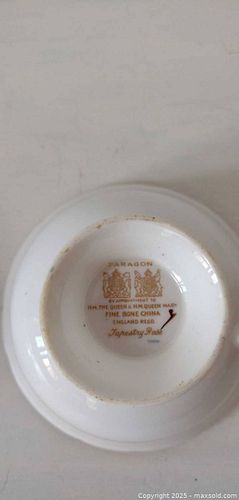 PARAGON
BY APPOINTMENT TO
H.M. THE QUEEN & H.M. QUEEN MARY
FINE BONE CHINA
ENGLAND REGD.
Tapestry Rose
Copyright © 2025 - maxsold.com